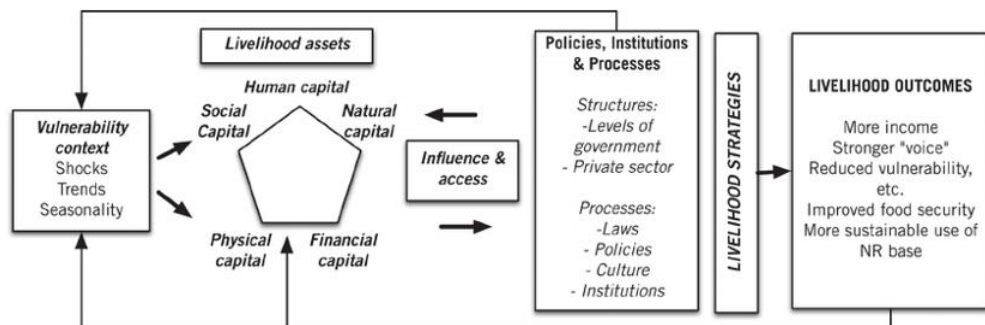 Livelihood assets
Human capital
Social
Capital
Natural
capital
Vulnerability
context
Shocks
Trends
Seasonality
Physical
capital
Financial
capital
Influence &
access
Policies, Institutions
& Processes
Structures:
-Levels of
government
- Private sector
Processes:
-Laws
- Policies
- Culture
- Institutions
LIVELIHOOD STRATEGIES
LIVELIHOOD OUTCOMES
More income
Stronger "voice"
Reduced vulnerability,
etc.
Improved food security
More sustainable use of
NR base